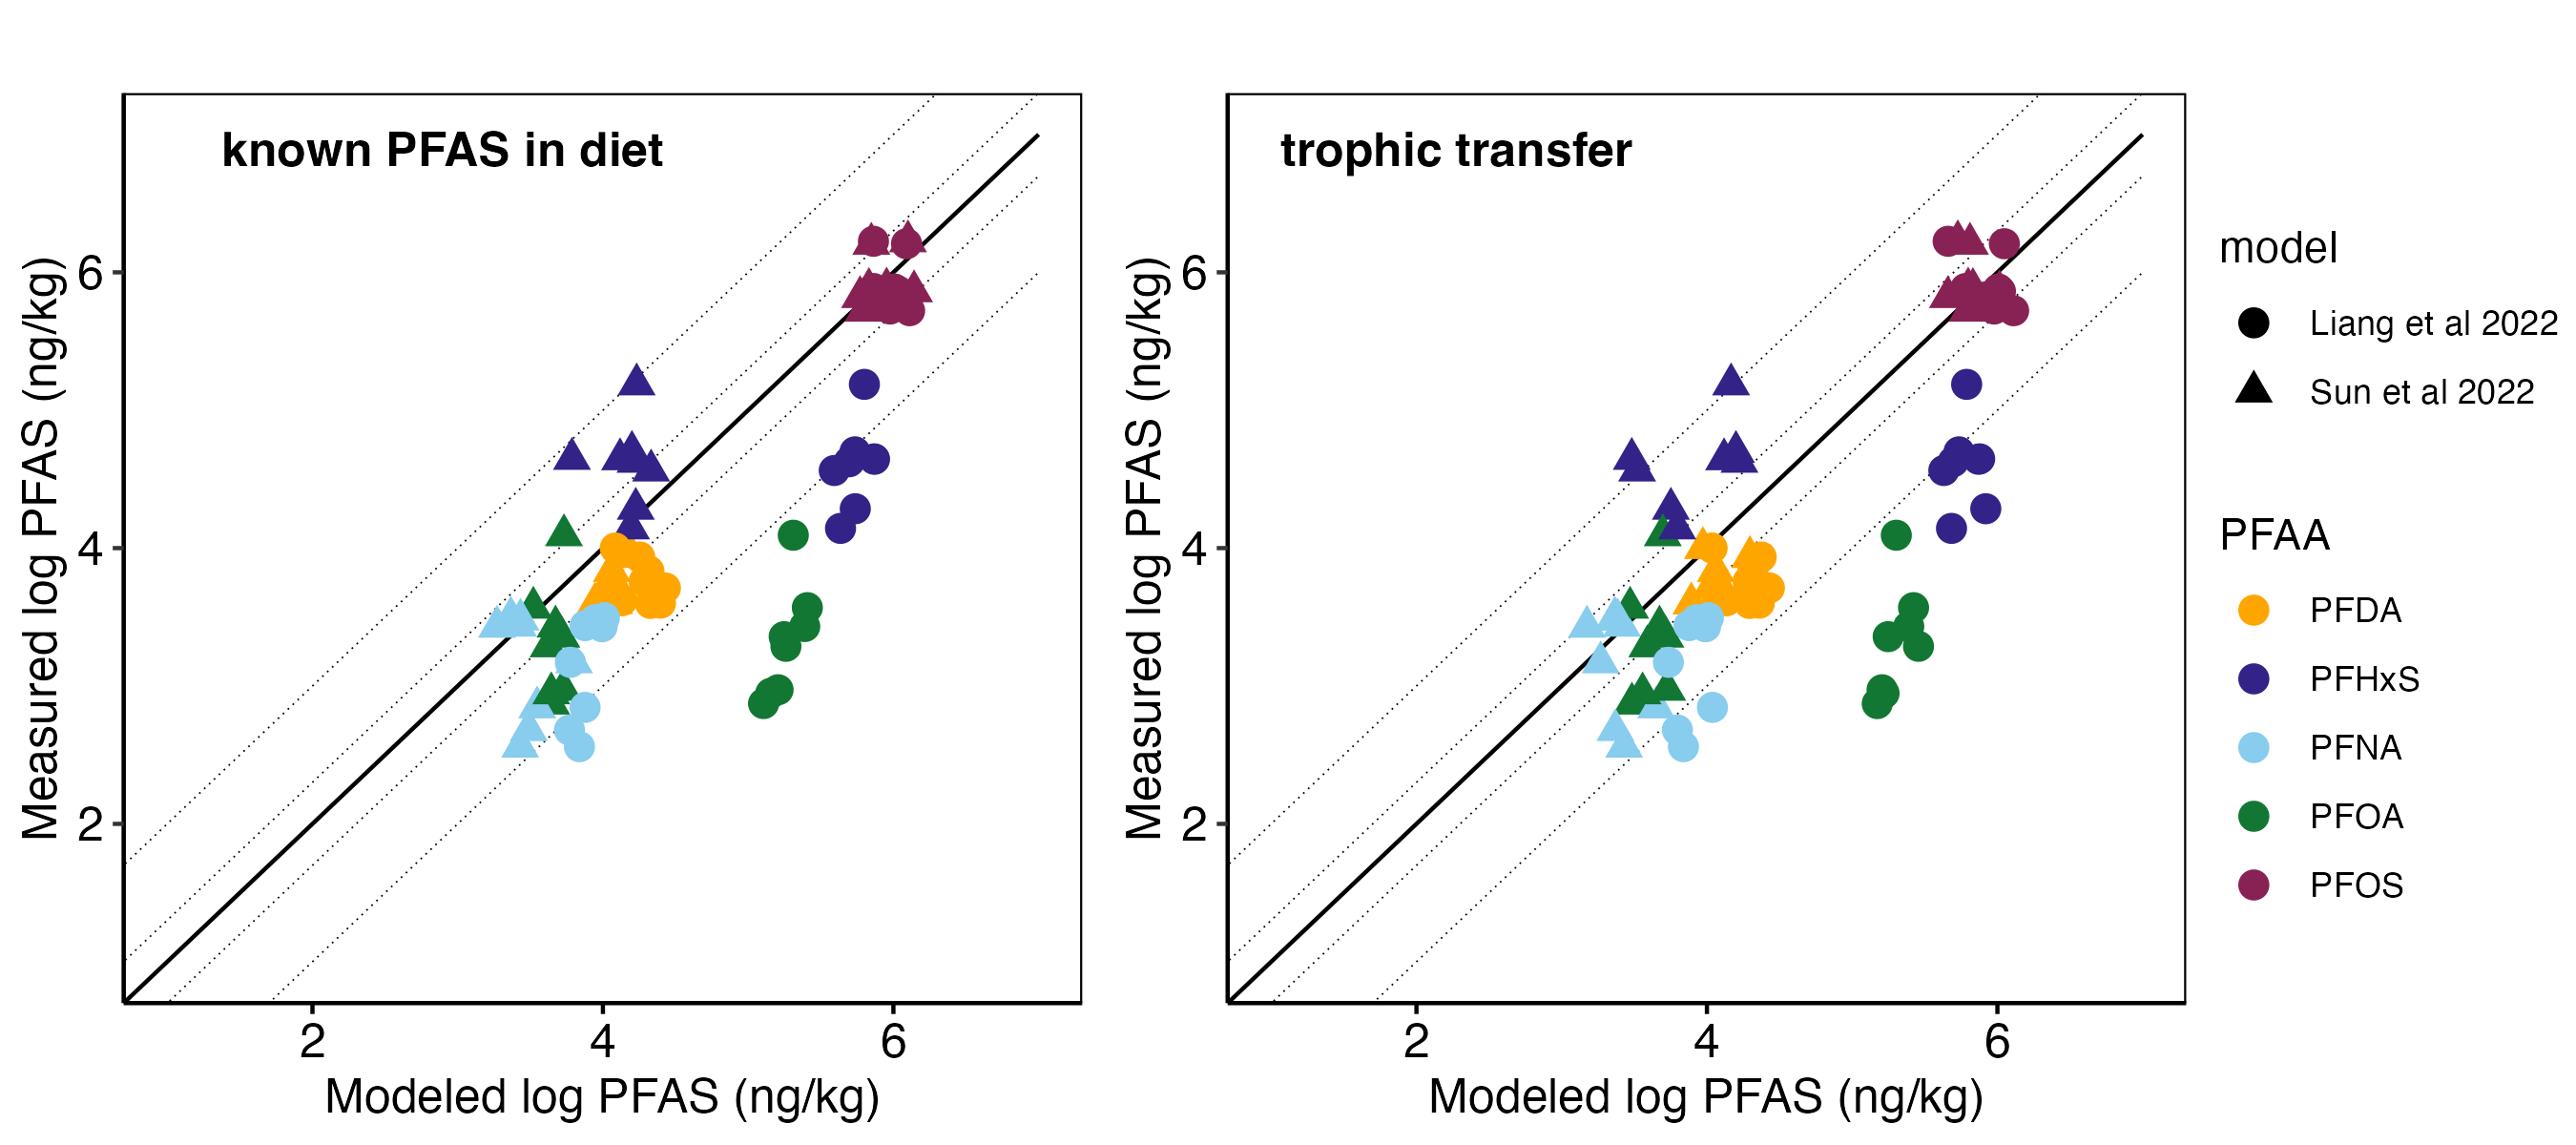 known PFAS in diet
Measured log PFAS (ng/kg)
6
4
2
2 4 6
Modeled log PFAS (ng/kg)
trophic transfer
Measured log PFAS (ng/kg)
6
4
2
2 4 6
Modeled log PFAS (ng/kg)
model
Liang et al 2022
Sun et al 2022
PFAA
PFDA
PFHxS
PFNA
PFOA
PFOS